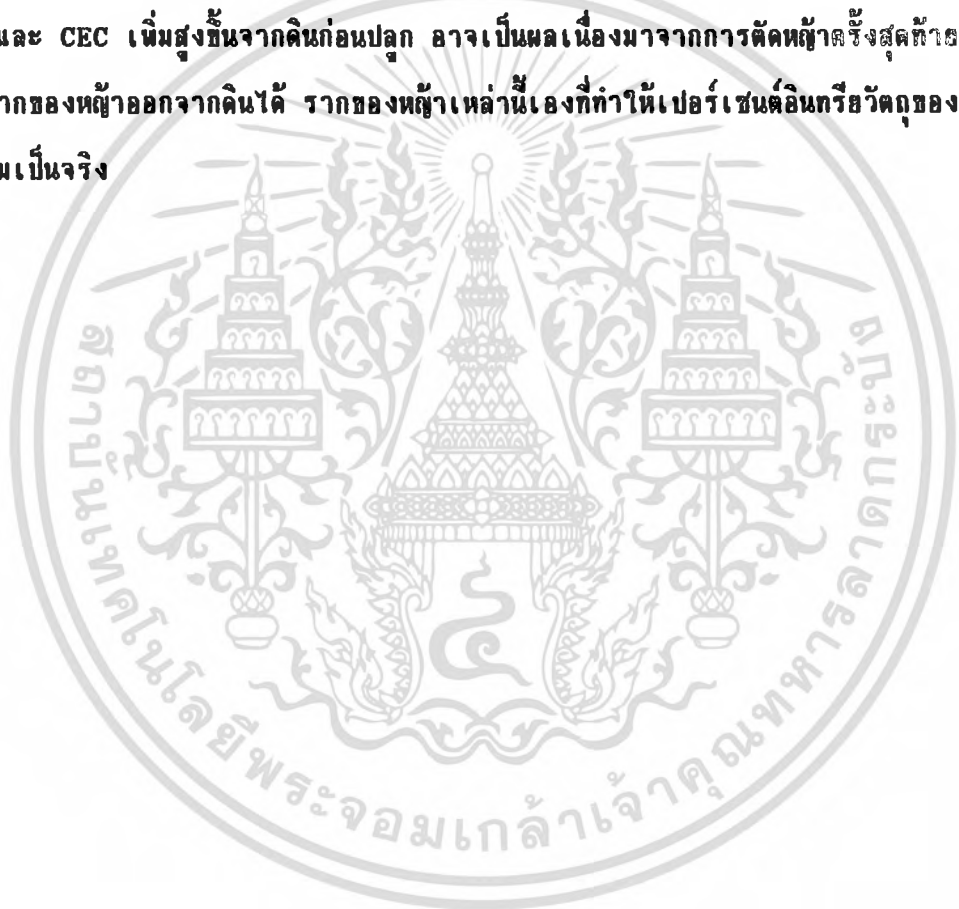 และ CEC เพิ่มสูงขึ้นจากดินก่อนปลูก อาจเป็นผลเนื่องมาจากการตัดหญ้าครั้งสุดท้าย
ากของหญ้าออกจากดินได้ รากของหญ้าเหล่านี้เองที่ทำให้เปอร์เซนต์อินทรียวัตถุของ
มเป็นจริง
สถาบันเทคโนโลยีพระจอมเกล้าเจ้าคุณทหารลาดกระบัง